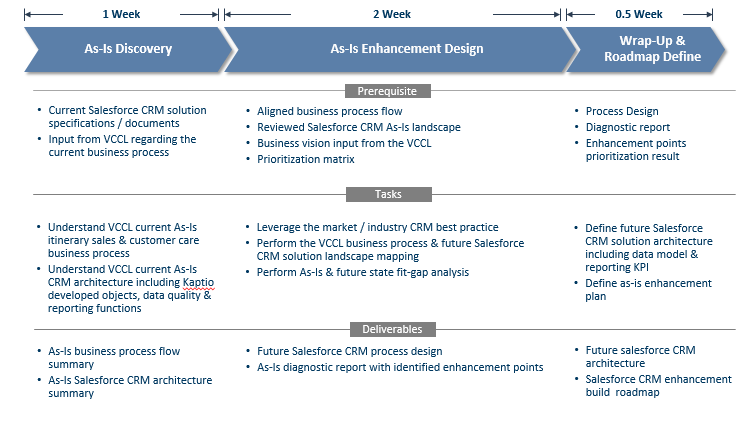 1 Week
2 Week
0.5 Week
As-Is Discovery
As-Is Enhancement Design
Wrap-Up &
Roadmap Define
Prerequisite
• Current Salesforce CRM solution
specifications / documents
• Input from VCCL regarding the
current business process
• Aligned business process flow
• Reviewed Salesforce CRM As-Is landscape
• Business vision input from the VCCL
• Prioritization matrix
• Process Design
• Diagnostic report
• Enhancement points
prioritization result
Tasks
• Understand VCCL current As-Is
itinerary sales & customer care
business process
• Understand VCCL current As-Is
CRM architecture including Kaptio
developed objects, data quality &
reporting functions
• Leverage the market / industry CRM best practice
• Perform the VCCL business process & future Salesforce
CRM solution landscape mapping
• Perform As-Is & future state fit-gap analysis
• Define future Salesforce
CRM solution architecture
including data model &
reporting KPI
• Define as-is enhancement
plan
Deliverables
• As-Is business process flow
summary
• As-Is Salesforce CRM architecture
summary
• Future Salesforce CRM process design
• As-Is diagnostic report with identified enhancement points
• Future salesforce CRM
architecture
• Salesforce CRM enhancement
build roadmap